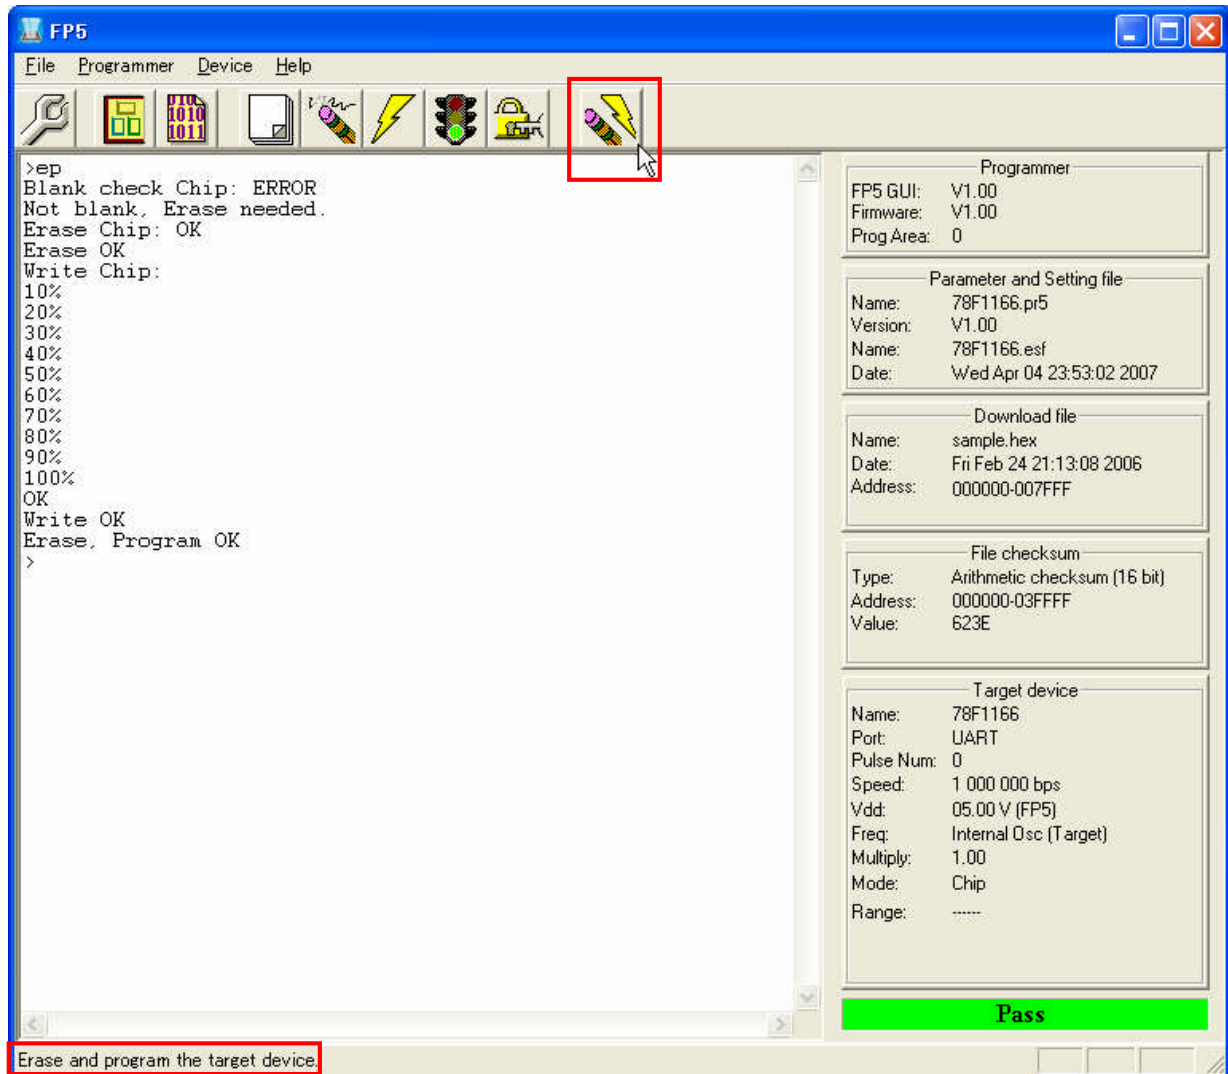 FP5
File Programmer Device Help
010
1010
1011
>ep
Blank check Chip: ERROR
Not blank, Erase needed.
Erase Chip: OK
Erase OK
Write Chip:
10%
20%
30%
40%
50%
60%
70%
80%
90%
100%
OK
Write OK
Erase, Program OK
>
Programmer
FP5 GUI: V1.00
Firmware: V1.00
Prog Area: 0
Parameter and Setting file
Name: 78F1166.pr5
Version: V1.00
Name: 78F1166.esf
Date: Wed Apr 04 23:53:02 2007
Download file
Name: sample.hex
Date: Fri Feb 24 21:13:08 2006
Address: 000000-007FFF
File checksum
Type: Arithmetic checksum (16 bit)
Address: 000000-03FFFF
Value: 623E
Target device
Name: 78F1166
Port: UART
Pulse Num: 0
Speed: 1 000 000 bps
Vdd: 05.00 V (FP5)
Freq: Internal Osc (Target)
Multiply: 1.00
Mode: Chip
Range: ------
Pass
Erase and program the target device.